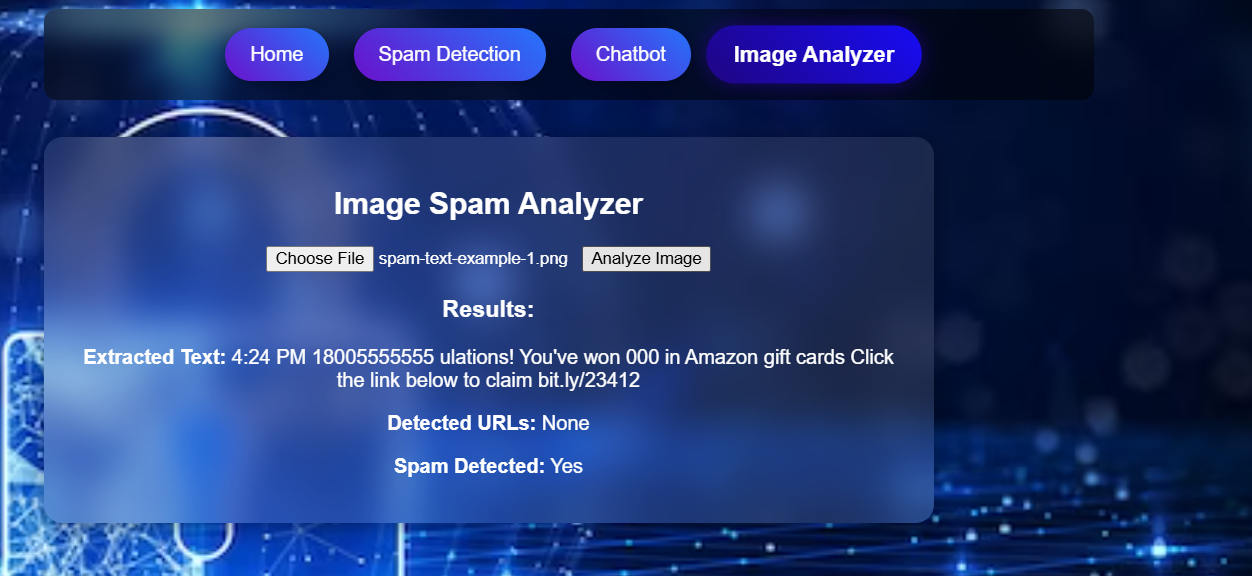 Home Spam Detection Chatbot Image Analyzer
Image Spam Analyzer
Choose File spam-text-example-1.png Analyze Image
Results:
Extracted Text: 4:24 PM 18005555555 ulations! You've won 000 in Amazon gift cards Click
the link below to claim bit.ly/23412
Detected URLs: None
Spam Detected: Yes